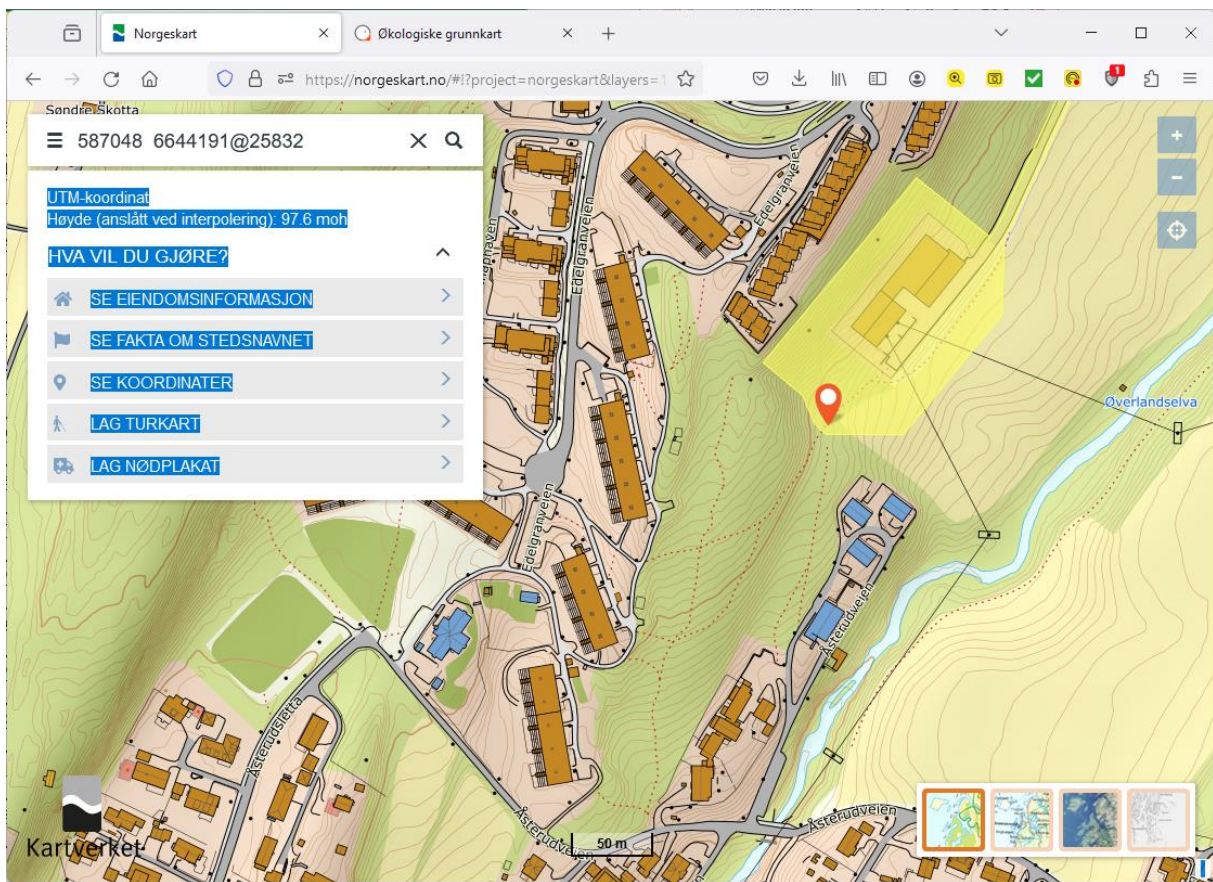 Norgeskart
Økologiske grunnkart
https://norgeskart.no/#!?project=norgeskart&layers=
1
Søndre Skotta
587048 6644191@25832
UTM-koordinat
Høyde (anslått ved interpolering): 97.6 moh
HVA VIL DU GJØRE?
SE EIENDOMSINFORMASJON
SE FAKTA OM STEDSNAVNET
SE KOORDINATER
LAG TURKART
LAG NØDPLAKAT
Edelgranveien
Edelgranveien
Øverlandselva
Edelgranveien
Åsterudveien
Åsterudsletta
Åsterudveien
Åsterudveien
50 m
Kartverket